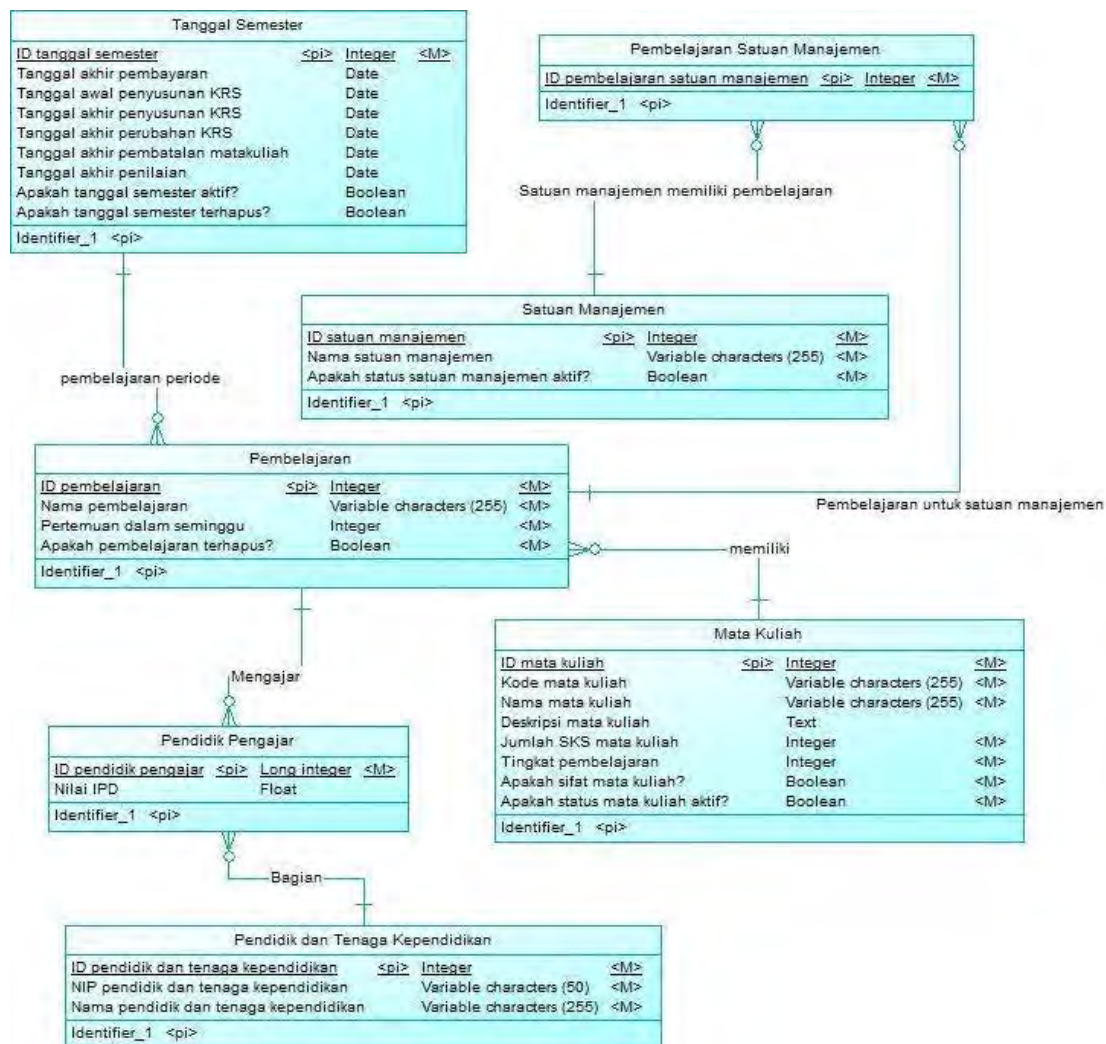 Tanggal Semester
ID tanggal semester <pi> Integer <M>
Tanggal akhir pembayaran Date
Tanggal awal penyusunan KRS Date
Tanggal akhir penyusunan KRS Date
Tanggal akhir perubahan KRS Date
Tanggal akhir pembatalan matakuliah Date
Tanggal akhir penilaian Date
Apakah tanggal semester aktif? Boolean
Apakah tanggal semester terhapus? Boolean
Identifier_1 <pi>
Pembelajaran Satuan Manajemen
ID pembelajaran satuan manajemen <pi> Integer <M>
Identifier_1 <pi>
Satuan manajemen memiliki pembelajaran
Satuan Manajemen
ID satuan manajemen <pi> Integer <M>
Nama satuan manajemen Variable characters (255) <M>
Apakah status satuan manajemen aktif? Boolean <M>
Identifier_1 <pi>
pembelajaran periode
Pembelajaran
ID pembelajaran <pi> Integer <M>
Nama pembelajaran Variable characters (255) <M>
Pertemuan dalam seminggu Integer <M>
Apakah pembelajaran terhapus? Boolean <M>
Identifier_1 <pi>
Pembelajaran untuk satuan manajemen
memiliki
Mata Kuliah
ID mata kuliah <pi> Integer <M>
Kode mata kuliah Variable characters (255) <M>
Nama mata kuliah Variable characters (255) <M>
Deskripsi mata kuliah Text
Jumlah SKS mata kuliah Integer <M>
Tingkat pembelajaran Integer <M>
Apakah sifat mata kuliah? Boolean <M>
Apakah status mata kuliah aktif? Boolean <M>
Identifier_1 <pi>
Mengajar
Pendidik Pengajar
ID pendidik pengajar <pi> Long integer <M>
Nilai IPD Float
Identifier_1 <pi>
Bagian
Pendidik dan Tenaga Kependidikan
ID pendidik dan tenaga kependidikan <pi> Integer <M>
NIP pendidik dan tenaga kependidikan Variable characters (50) <M>
Nama pendidik dan tenaga kependidikan Variable characters (255) <M>
Identifier_1 <pi>